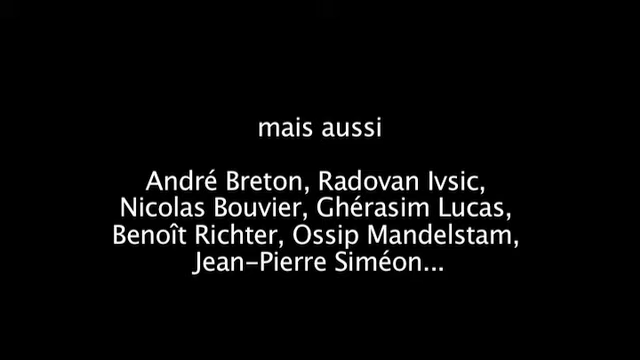 mais aussi
André Breton, Radovan Ivsic,
Nicolas Bouvier, Ghérasim Lucas,
Benoît Richter, Ossip Mandelstam,
Jean-Pierre Siméon...